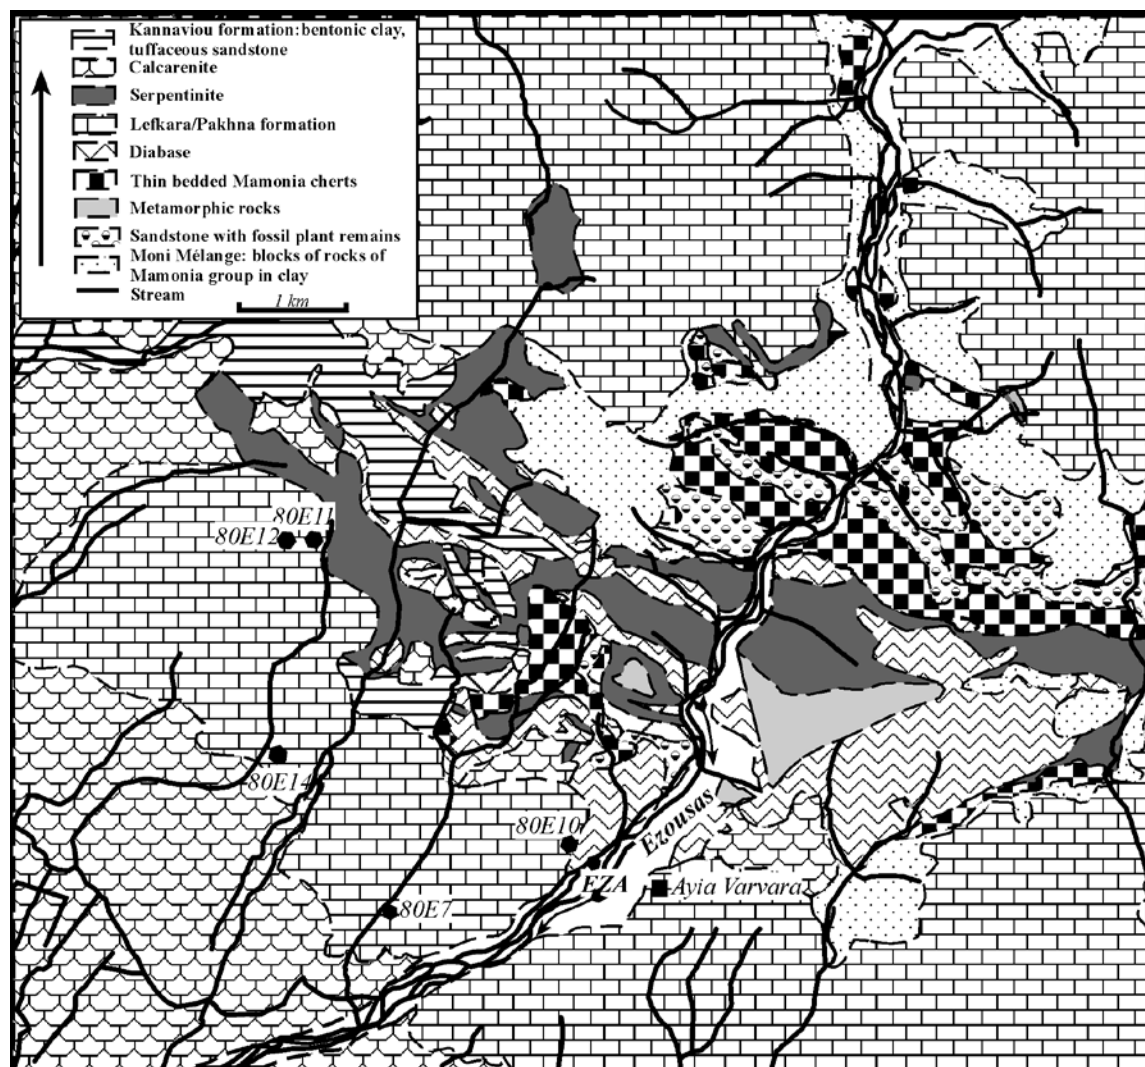 Kannaviou formation: bentonic clay,
tuffaceous sandstone
Calcarenite
Serpentinite
Lefkara/Pakhna formation
Diabase
Thin bedded Mamonia cherts
Metamorphic rocks
Sandstone with fossil plant remains
Moni Mélange: blocks of rocks of
Mamonia group in clay
Stream
1 km
80E11
80E12
80E14
80E10
Ezousas
EZA
Ayia Varvara
80E7